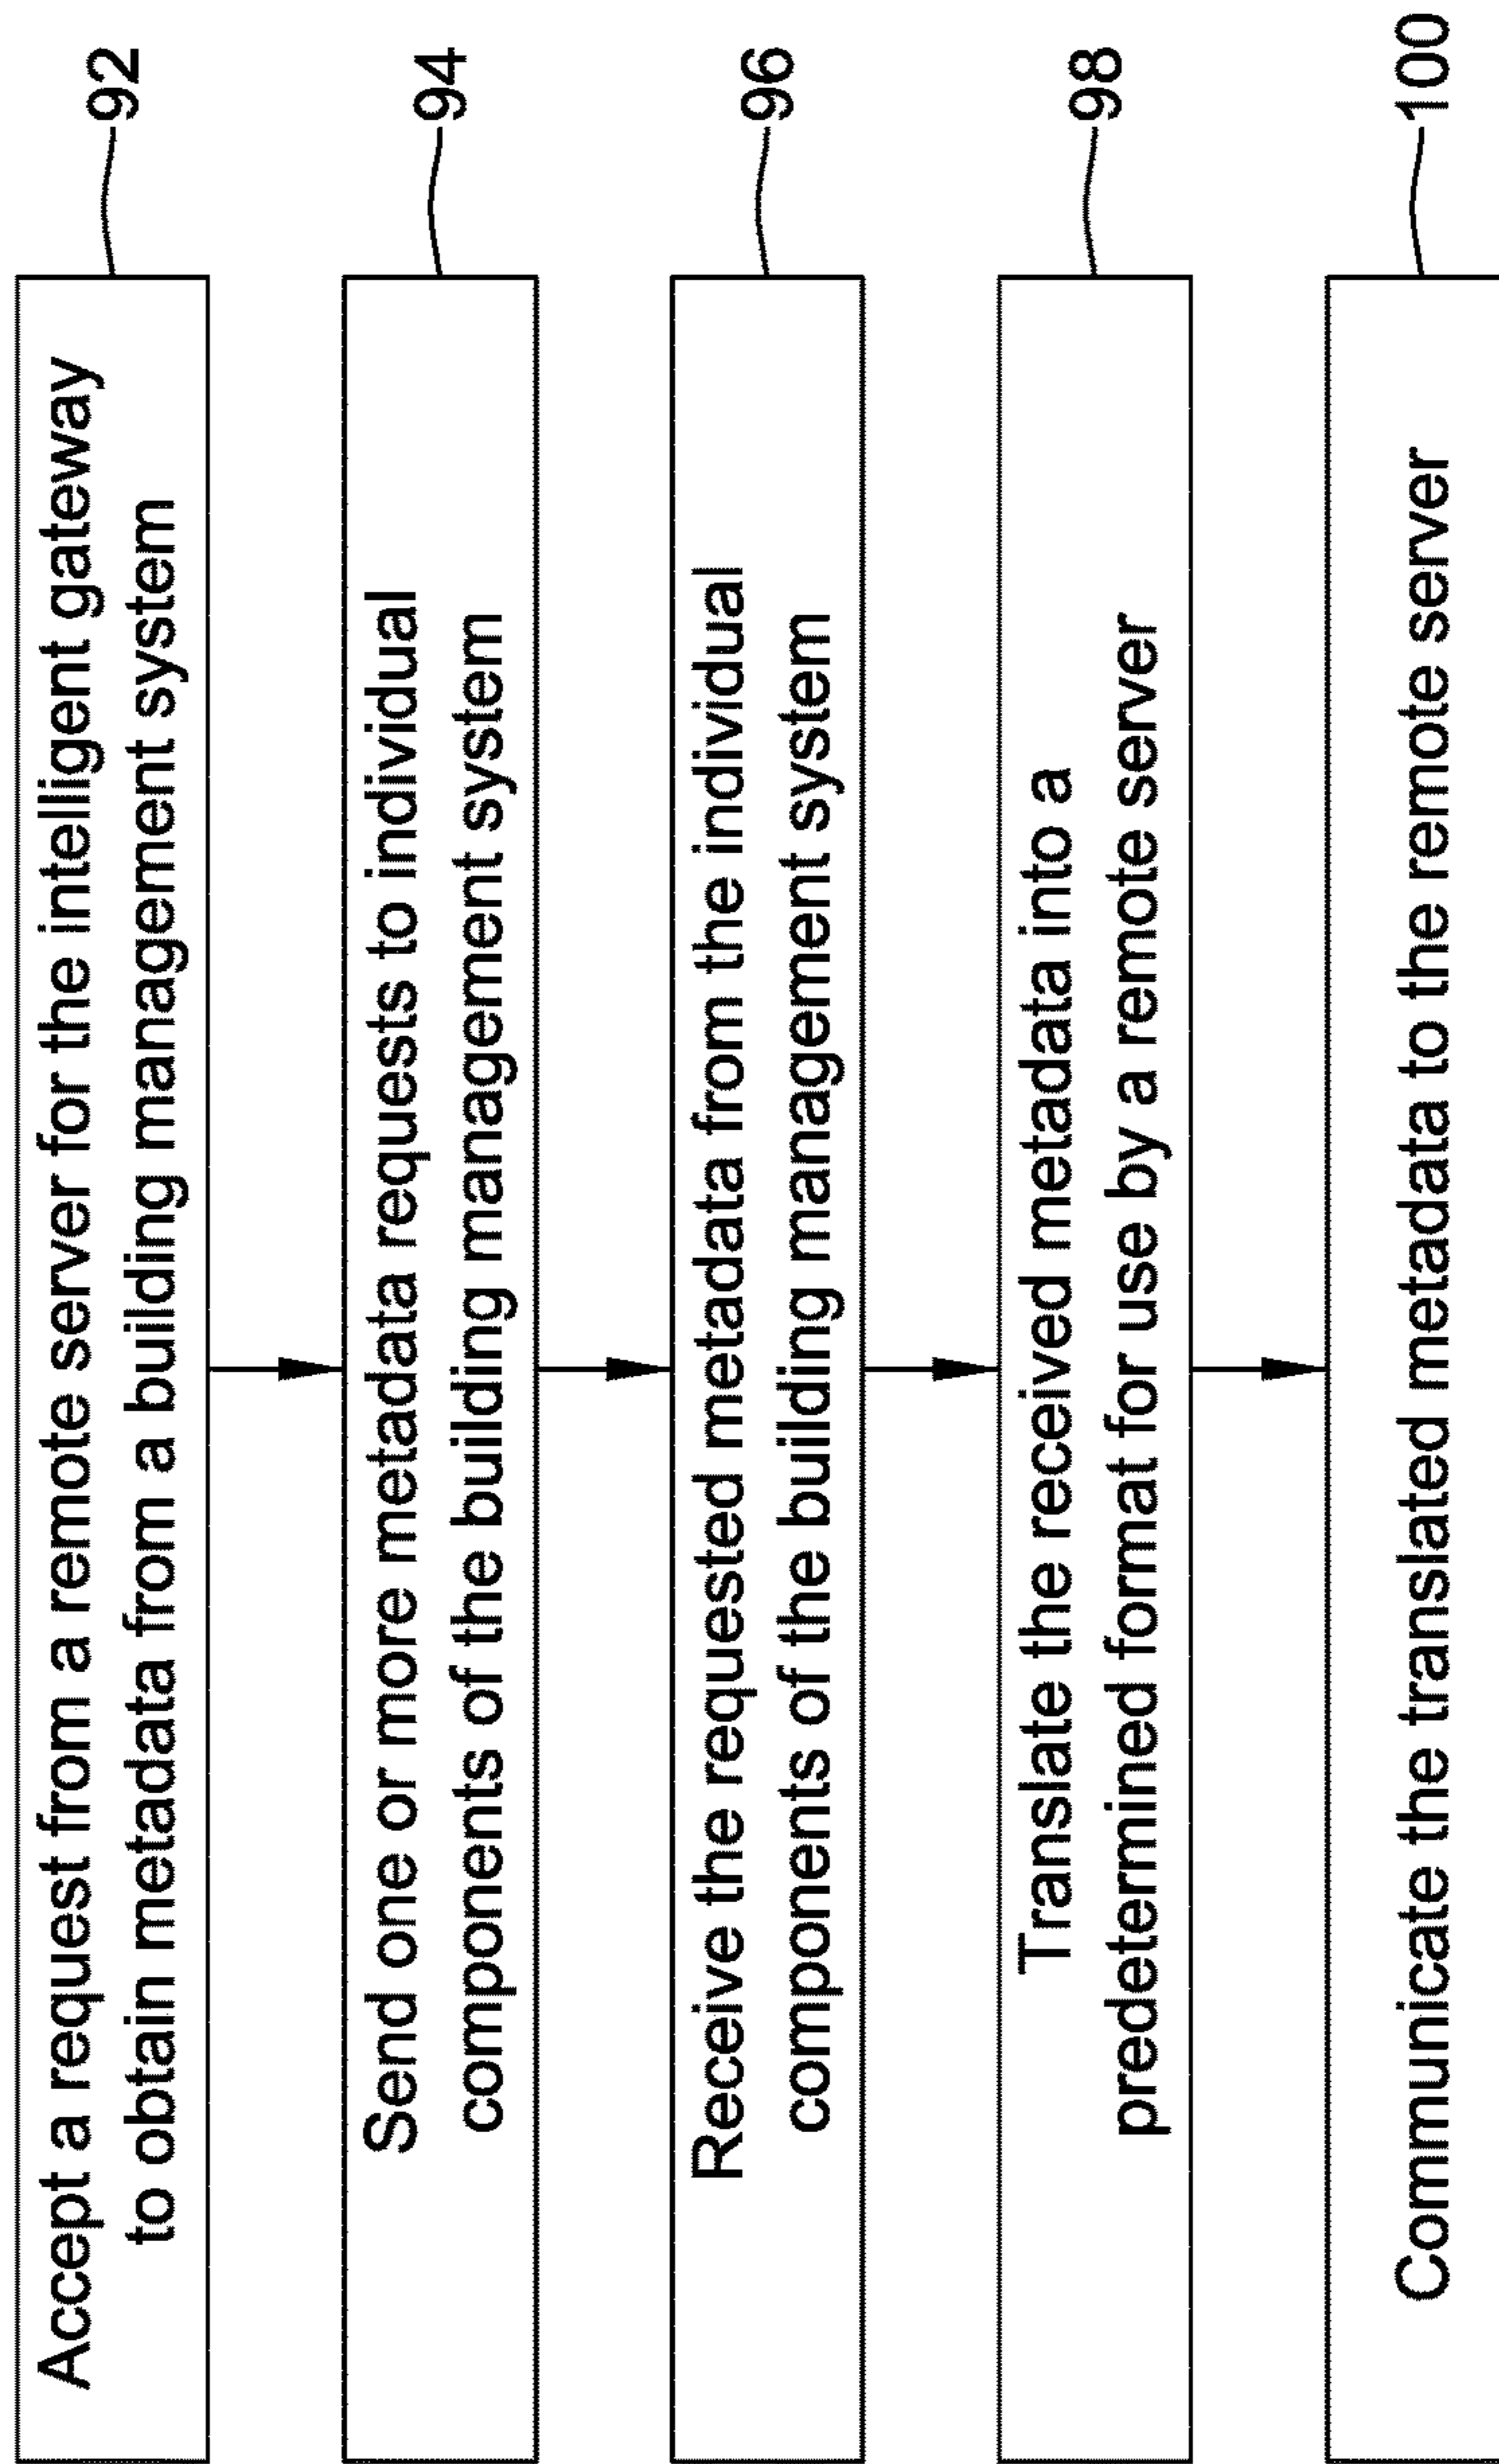 Accept a request from a remote server for the intelligent gateway
to obtain metadata from a building management system
92
Send one or more metadata requests to individual
components of the building management system
94
Receive the requested metadata from the individual
components of the building management system
96
Translate the received metadata into a
predetermined format for use by a remote server
98
Communicate the translated metadata to the remote server
100